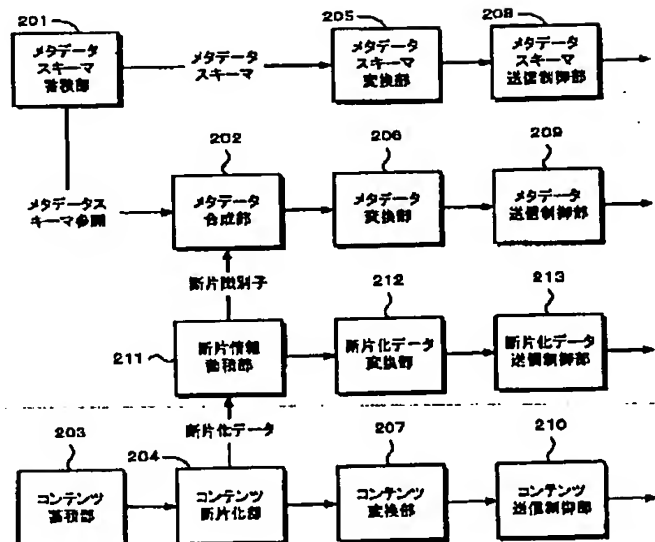 201
205
208
メタデータ
スキーマ
蓄積部
メタデータ
スキーマ
メタデータ
スキーマ
変換部
メタデータ
スキーマ
送信制御部
202
206
209
メタデータス
キーマ参照
メタデータ
合成部
メタデータ
変換部
メタデータ
送信制御部
断片識別子
212
213
211
断片情報
蓄積部
断片化データ
変換部
断片化データ
送信制御部
断片化データ
203
204
207
210
コンテンツ
蓄積部
コンテンツ
断片化部
コンテンツ
変換部
コンテンツ
送信制御部